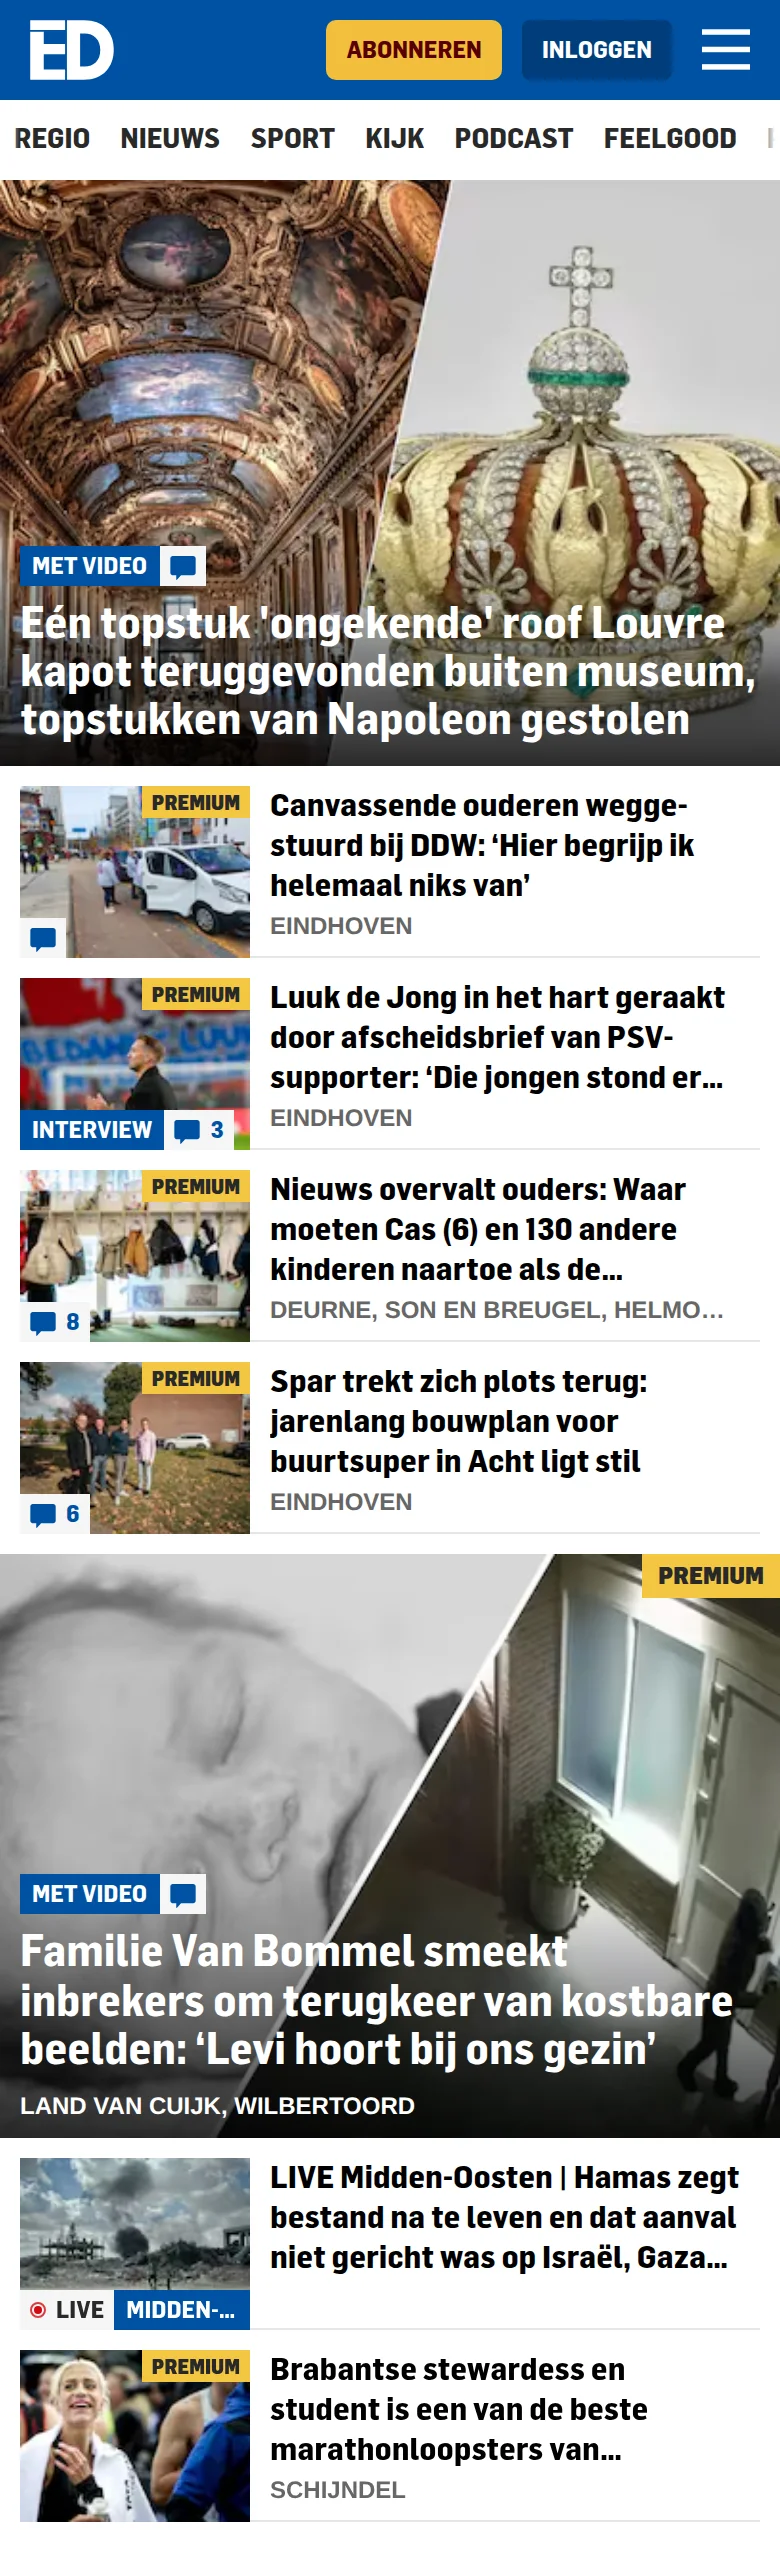 ED
ABONNEREN
INLOGGEN
REGIO NIEUWS SPORT KIJK PODCAST FEELGOOD
MET VIDEO
Eén topstuk 'ongekende' roof Louvre
kapot teruggevonden buiten museum,
topstukken van Napoleon gestolen
PREMIUM
Canvassende ouderen wegge-
stuurd bij DDW: ‘Hier begrijp ik
helemaal niks van’
EINDHOVEN
PREMIUM
BEDANKT LUUK
INTERVIEW
3
Luuk de Jong in het hart geraakt
door afscheidsbrief van PSV-
supporter: ‘Die jongen stond er...
EINDHOVEN
PREMIUM
8
Nieuws overvalt ouders: Waar
moeten Cas (6) en 130 andere
kinderen naartoe als de...
DEURNE, SON EN BREUGEL, HELMO...
PREMIUM
6
Spar trekt zich plots terug:
jarenlang bouwplan voor
buurtsuper in Acht ligt stil
EINDHOVEN
PREMIUM
MET VIDEO
Familie Van Bommel smeekt
inbrekers om terugkeer van kostbare
beelden: ‘Levi hoort bij ons gezin’
LAND VAN CUIJK, WILBERTOORD
LIVE
MIDDEN-...
LIVE Midden-Oosten | Hamas zegt
bestand na te leven en dat aanval
niet gericht was op Israël, Gaza...
PREMIUM
Brabantse stewardess en
student is een van de beste
marathonloopsters van...
SCHIJNDEL